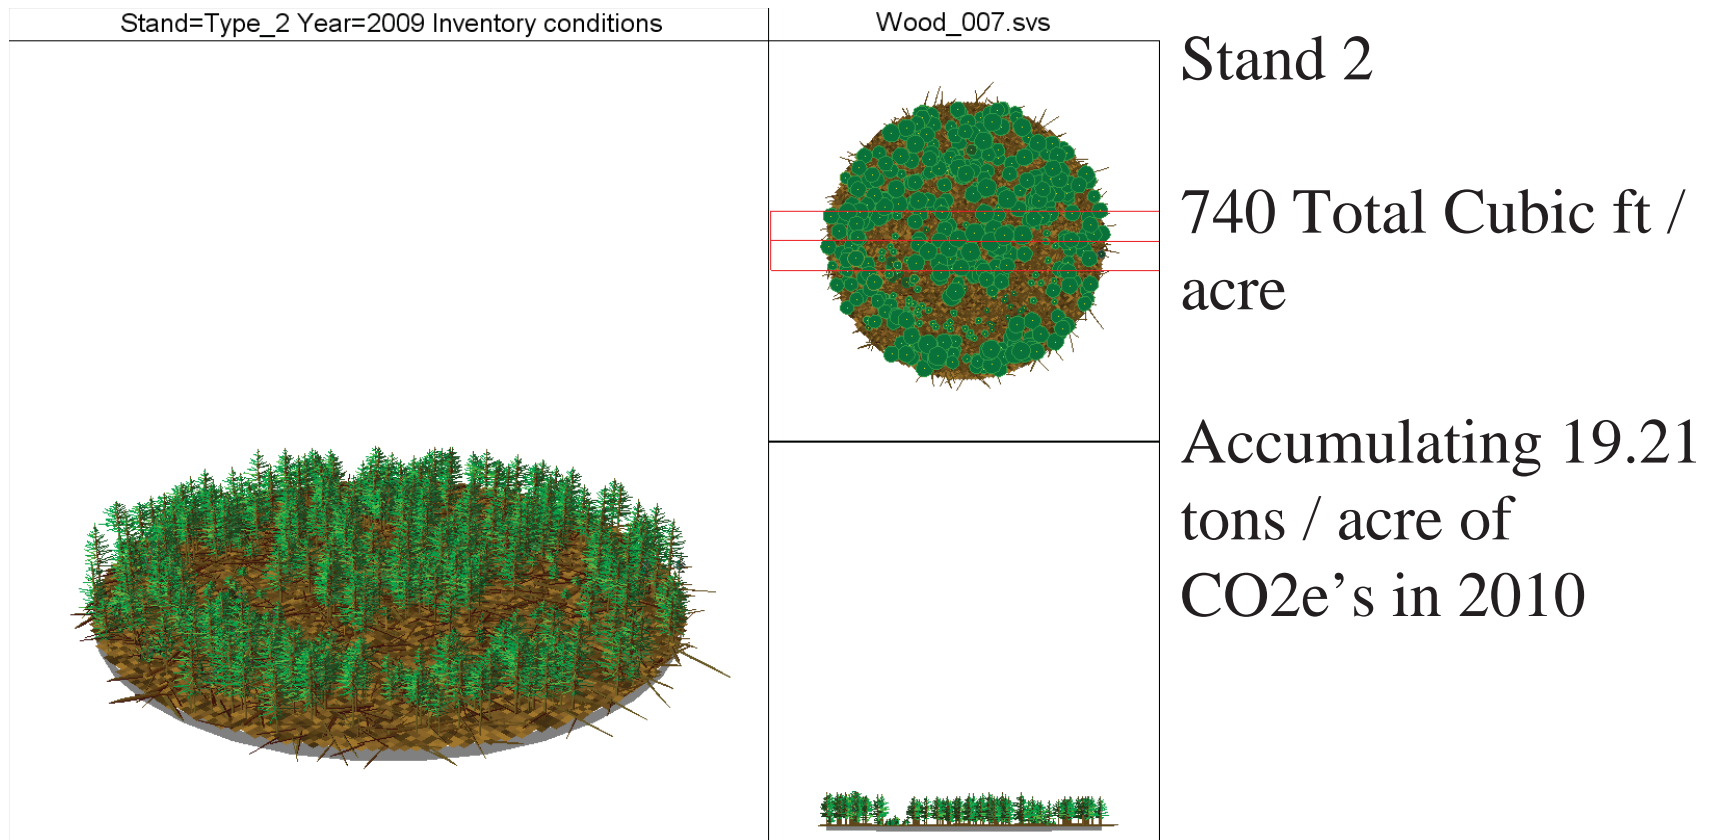 Stand=Type_2 Year=2009 Inventory conditions
Wood_007.svs
Stand 2
740 Total Cubic ft /
acre
Accumulating 19.21
tons / acre of
CO2e’s in 2010